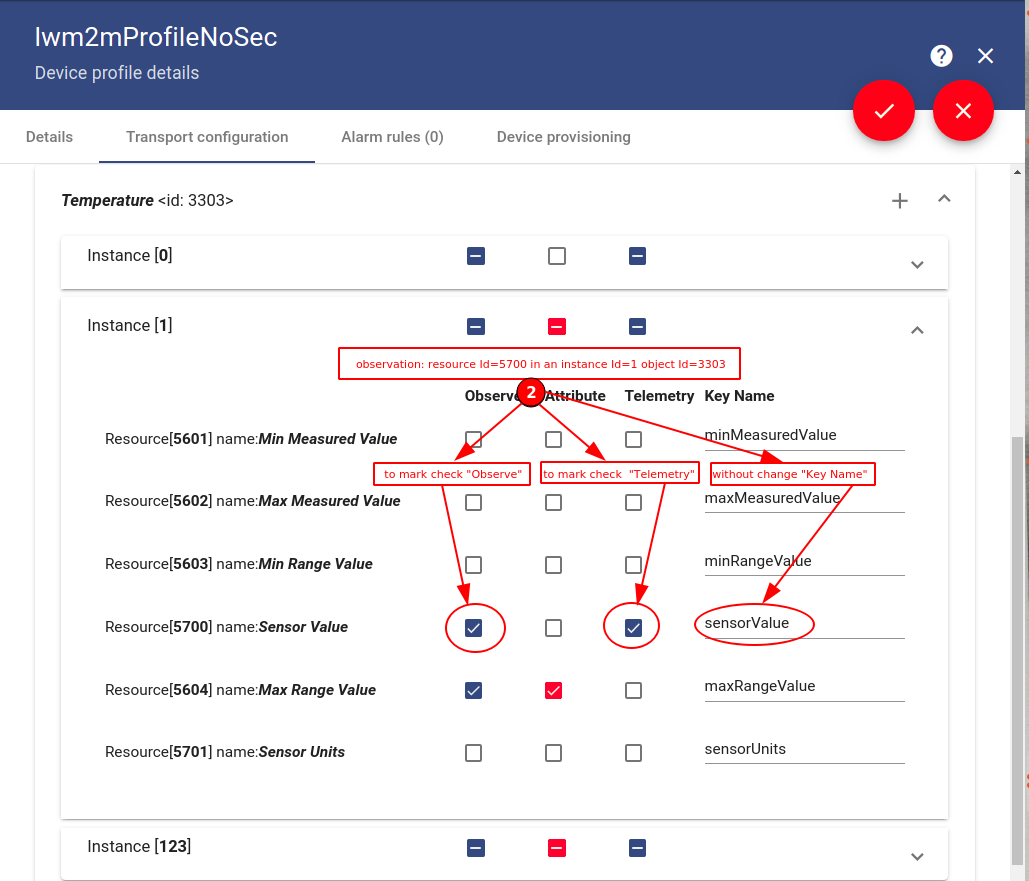 lwm2mProfileNoSec
Device profile details
?
Details Transport configuration Alarm rules (0) Device provisioning
Temperature <id: 3303>
Instance [0]
Instance [1]
observation: resource Id=5700 in an instance Id=1 object Id=3303
Observe Attribute Telemetry Key Name
2
Resource[5601] name:Min Measured Value minMeasuredValue
to mark check "Observe" to mark check "Telemetry" without change "Key Name"
Resource[5602] name:Max Measured Value maxMeasuredValue
Resource[5603] name:Min Range Value minRangeValue
Resource[5700] name:Sensor Value sensorValue
Resource[5604] name:Max Range Value maxRangeValue
Resource[5701] name:Sensor Units sensorUnits
Instance [123]